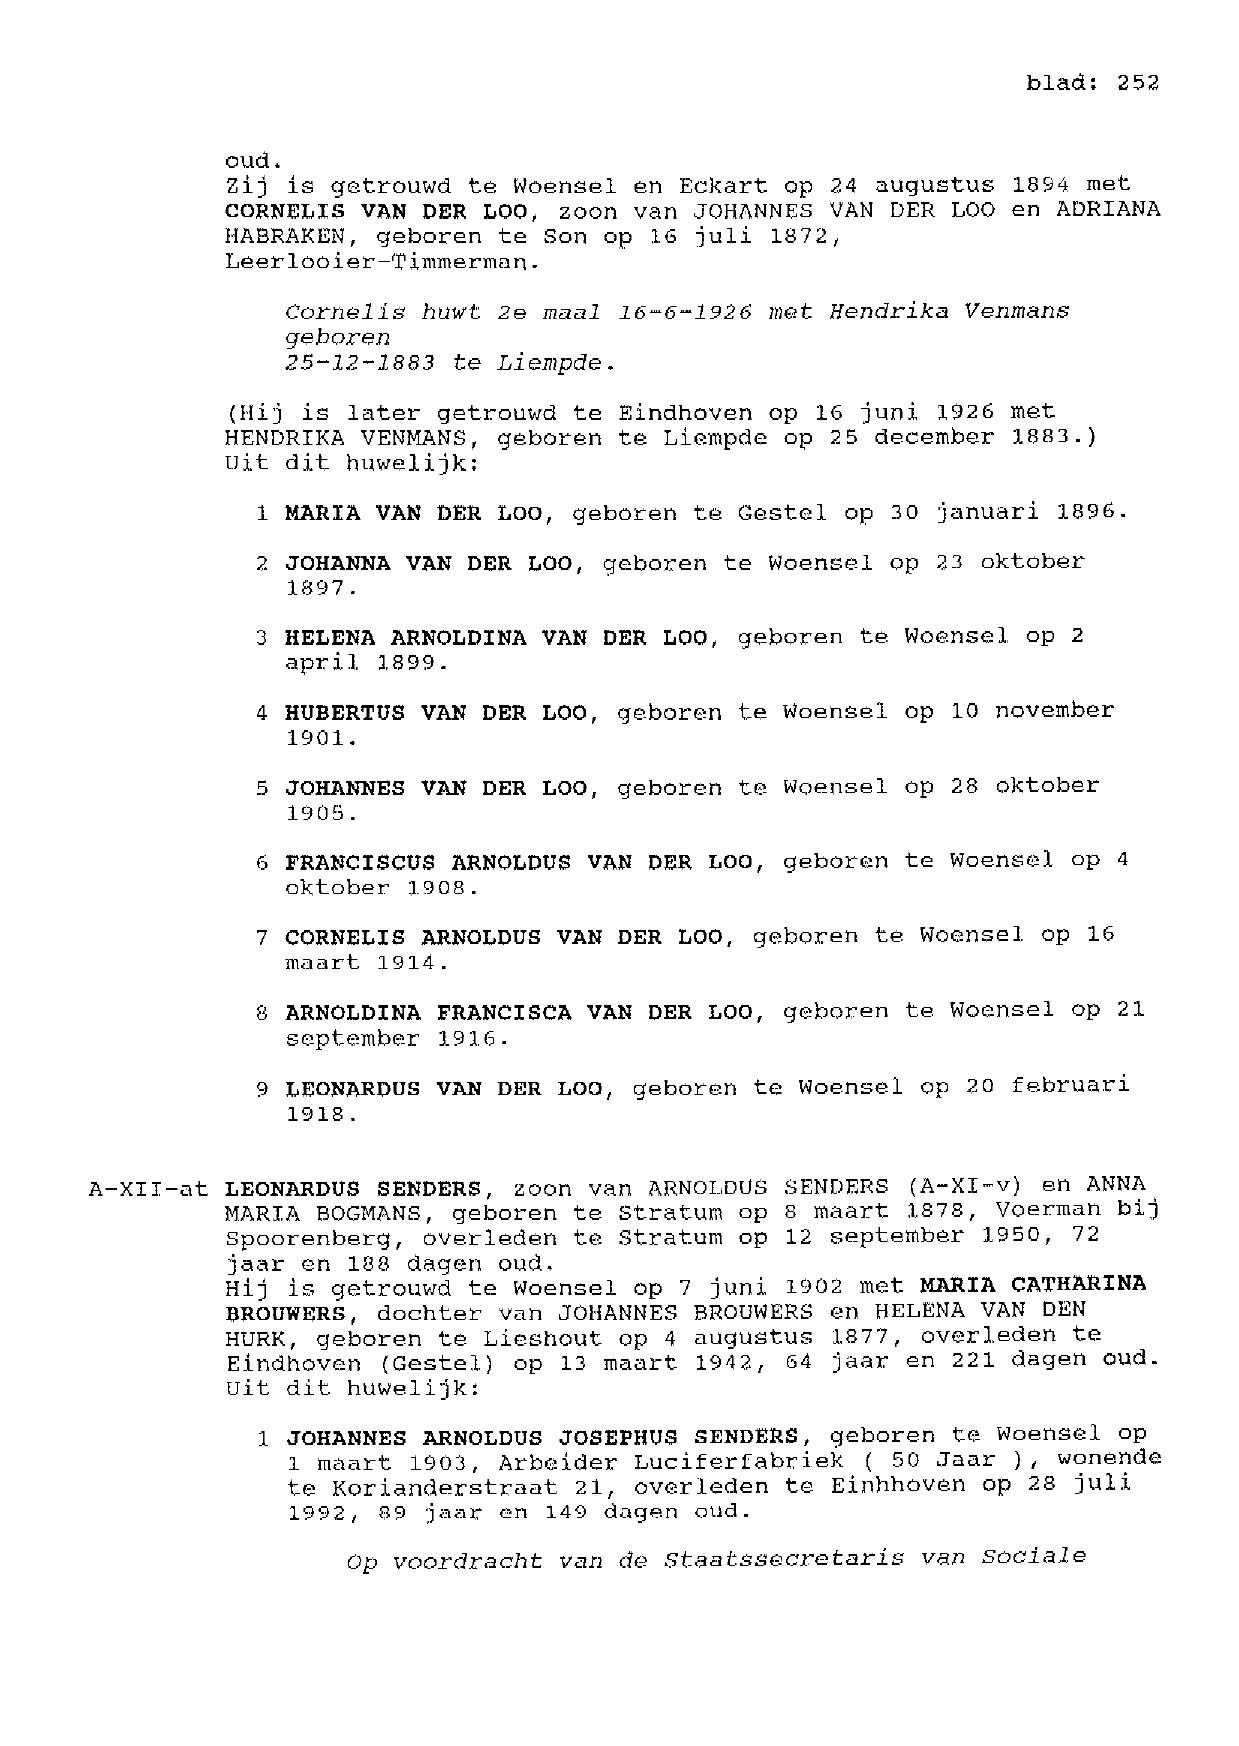 blad: 252
oud.
Zij is getrouwd te Woensel en Eckart op 24 augustus 1894 met
CORNELIS VAN DER LOO, zoon van JOHANNES VAN DER LOO en ADRIANA
HABRAKEN, geboren te Son op 16 juli 1872,
Leerlooier-Timmerman.
Cornelis huwt 2e maal 16-6-1926 met Hendrika Venmans
geboren
25-12-1883 te Liempde.
(Hij is later getrouwd te Eindhoven op 16 juni 1926 met
HENDRIKA VENMANS, geboren te Liempde op 25 december 1883.)
Uit dit huwelijk:
1 MARIA VAN DER LOO, geboren te Gestel op 30 januari 1896.
2 JOHANNA VAN DER LOO, geboren te Woensel op 23 oktober
1897.
3 HELENA ARNOLDINA VAN DER LOO, geboren te Woensel op 2
april 1899.
4 HUBERTUS VAN DER LOO, geboren te Woensel op 10 november
1901.
5 JOHANNES VAN DER LOO, geboren te Woensel op 28 oktober
1905.
6 FRANCISCUS ARNOLDUS VAN DER LOO, geboren te Woensel op 4
oktober 1908.
7 CORNELIS ARNOLDUS VAN DER LOO, geboren te Woensel op 16
maart 1914.
8 ARNOLDINA FRANCISCA VAN DER LOO, geboren te Woensel op 21
september 1916.
9 LEONARDUS VAN DER LOO, geboren te Woensel op 20 februari
1918.
A-XII-at LEONARDUS SENDERS, zoon van ARNOLDUS SENDERS (A-XI-v) en ANNA
MARIA BOGMANS, geboren te Stratum op 8 maart 1878, Voerman bij
Spoorenberg, overleden te Stratum op 12 september 1950, 72
jaar en 188 dagen oud.
Hij is getrouwd te Woensel op 7 juni 1902 met MARIA CATHARINA
BROUWERS, dochter van JOHANNES BROUWERS en HELENA VAN DEN
HURK, geboren te Lieshout op 4 augustus 1877, overleden te
Eindhoven (Gestel) op 13 maart 1942, 64 jaar en 221 dagen oud.
Uit dit huwelijk:
1 JOHANNES ARNOLDUS JOSEPHUS SENDERS, geboren te Woensel op
1 maart 1903, Arbeider Luciferfabriek ( 50 Jaar ), wonende
te Korianderstraat 21, overleden te Einhhoven op 28 juli
1992, 89 jaar en 149 dagen oud.
Op voordracht van de Staatssecretaris van Sociale